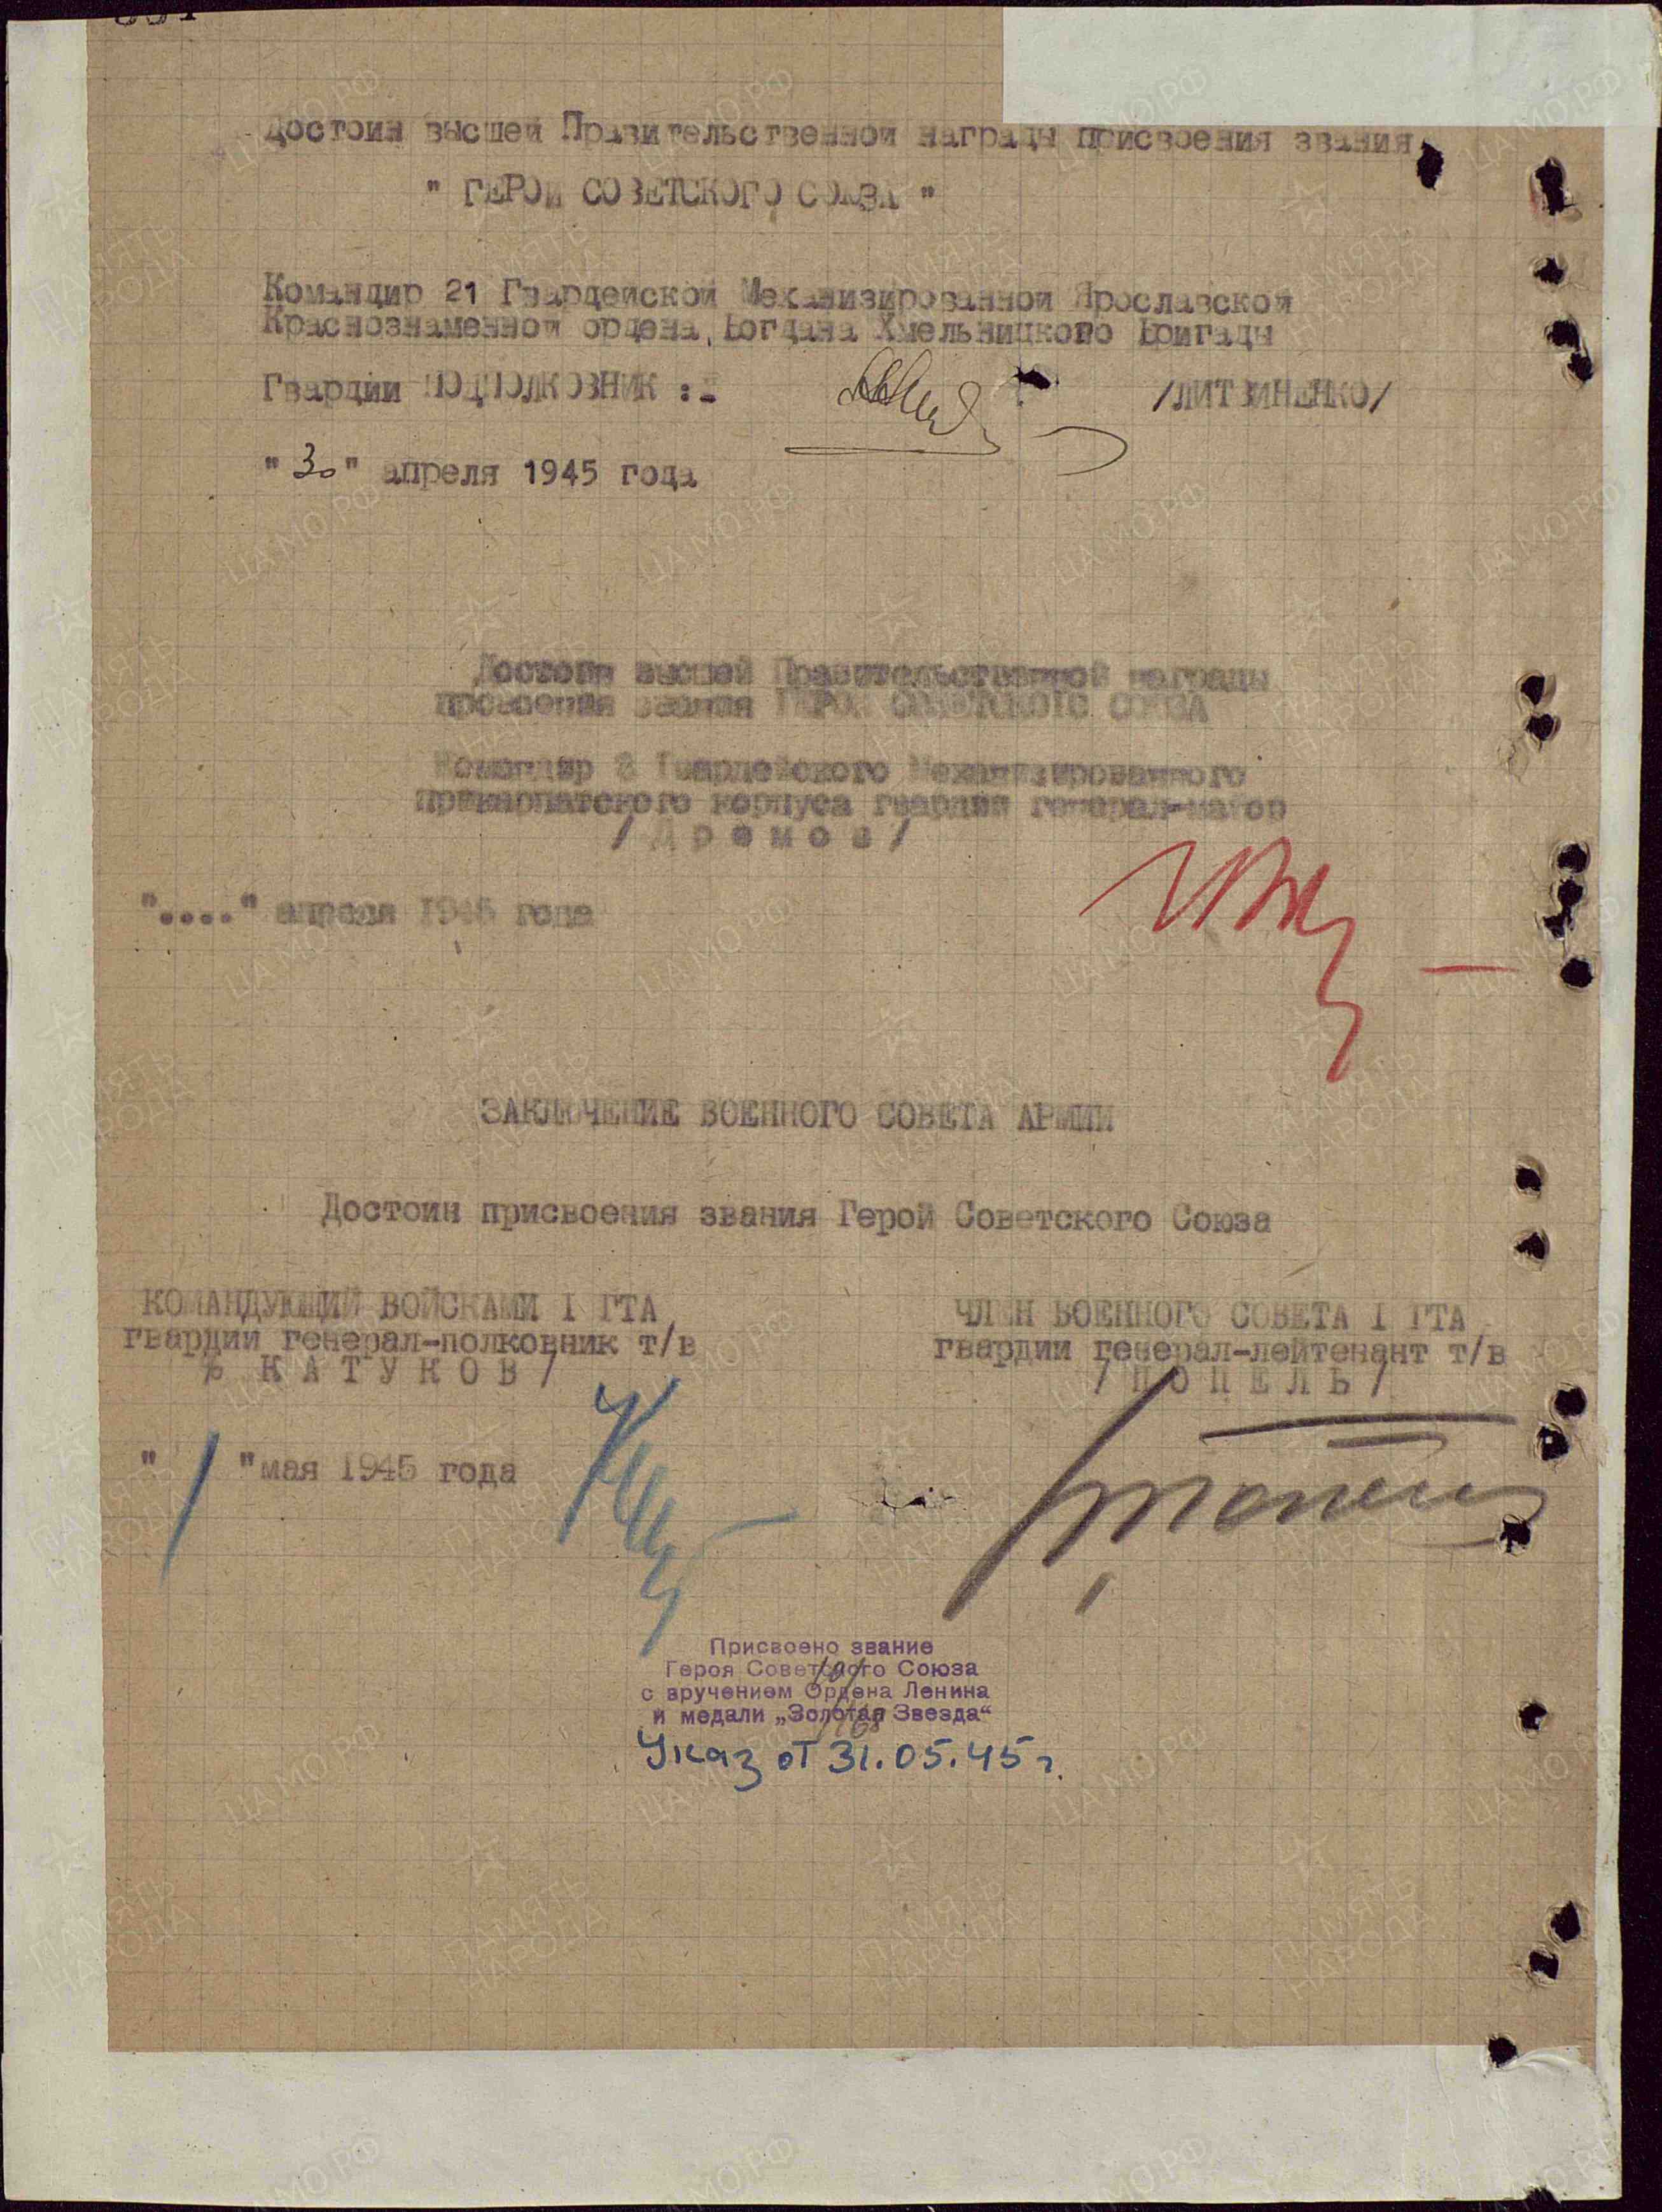 Достоин высшей Правительственной награды присвоения звания
" ГЕРОЙ СОВЕТСКОГО СОЮЗА "
Командир 21 Гвардейской Механизированной Ярославской
Краснознаменной ордена, Богдана Хмельницкого Бригады
Гвардии ПОДПОЛКОВНИК :- /ЛИТВИНЕНКО/
"30" апреля 1945 года
Достоин высшей Правительственной награды
присвоения звания ГЕРОЙ СОВЕТСКОГО СОЮЗА
Командир 8 Гвардейского Механизированного
Прикарпатского корпуса гвардии генерал-майор
/ Д р е м о в /
"...." апреля 1945 года
ЗАКЛЮЧЕНИЕ ВОЕННОГО СОВЕТА АРМИИ
Достоин присвоения звания Герой Советского Союза
КОМАНДУЮЩИЙ ВОЙСКАМИ I ГТА
гвардии генерал-полковник т/в
/ К А Т У К О В /
ЧЛЕН ВОЕННОГО СОВЕТА I ГТА
гвардии генерал-лейтенант т/в
/ П О П Е Л Ь /
" 1 "мая 1945 года
Попель
Присвоено звание
Героя Советского Союза
с вручением Ордена Ленина
и медали „Золотая Звезда“
Указ от 31.05.45 г.
ПАМЯТЬ НАРОДА
ЦАМО.РФ